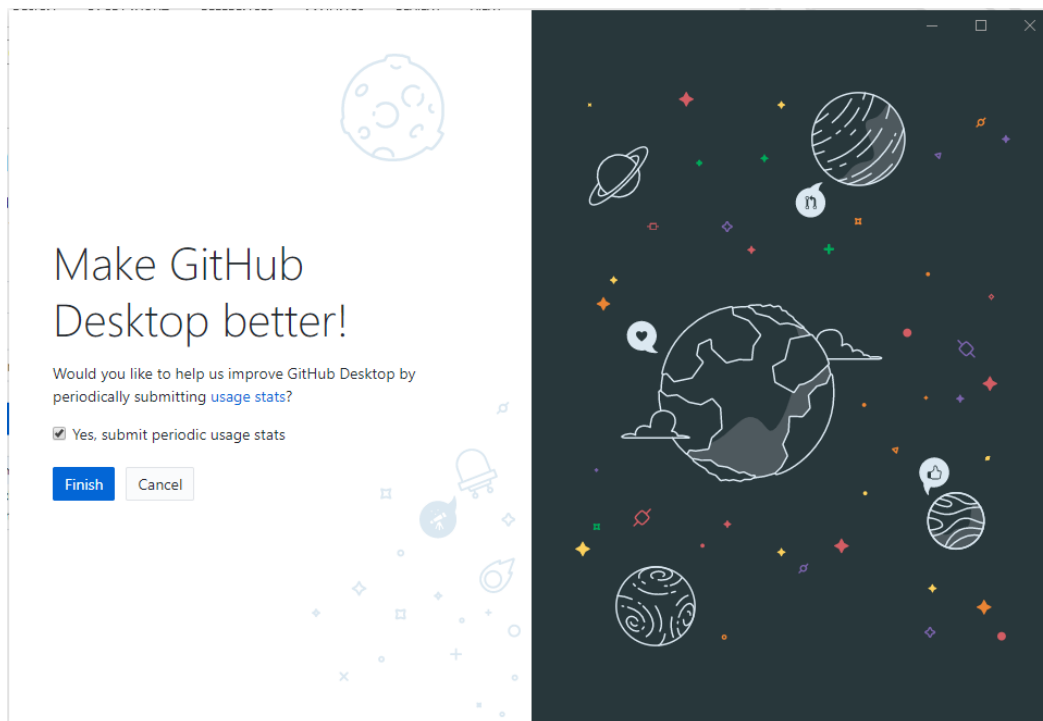 Make GitHub
Desktop better!
Would you like to help us improve GitHub Desktop by
periodically submitting usage stats?
Yes, submit periodic usage stats
Finish
Cancel